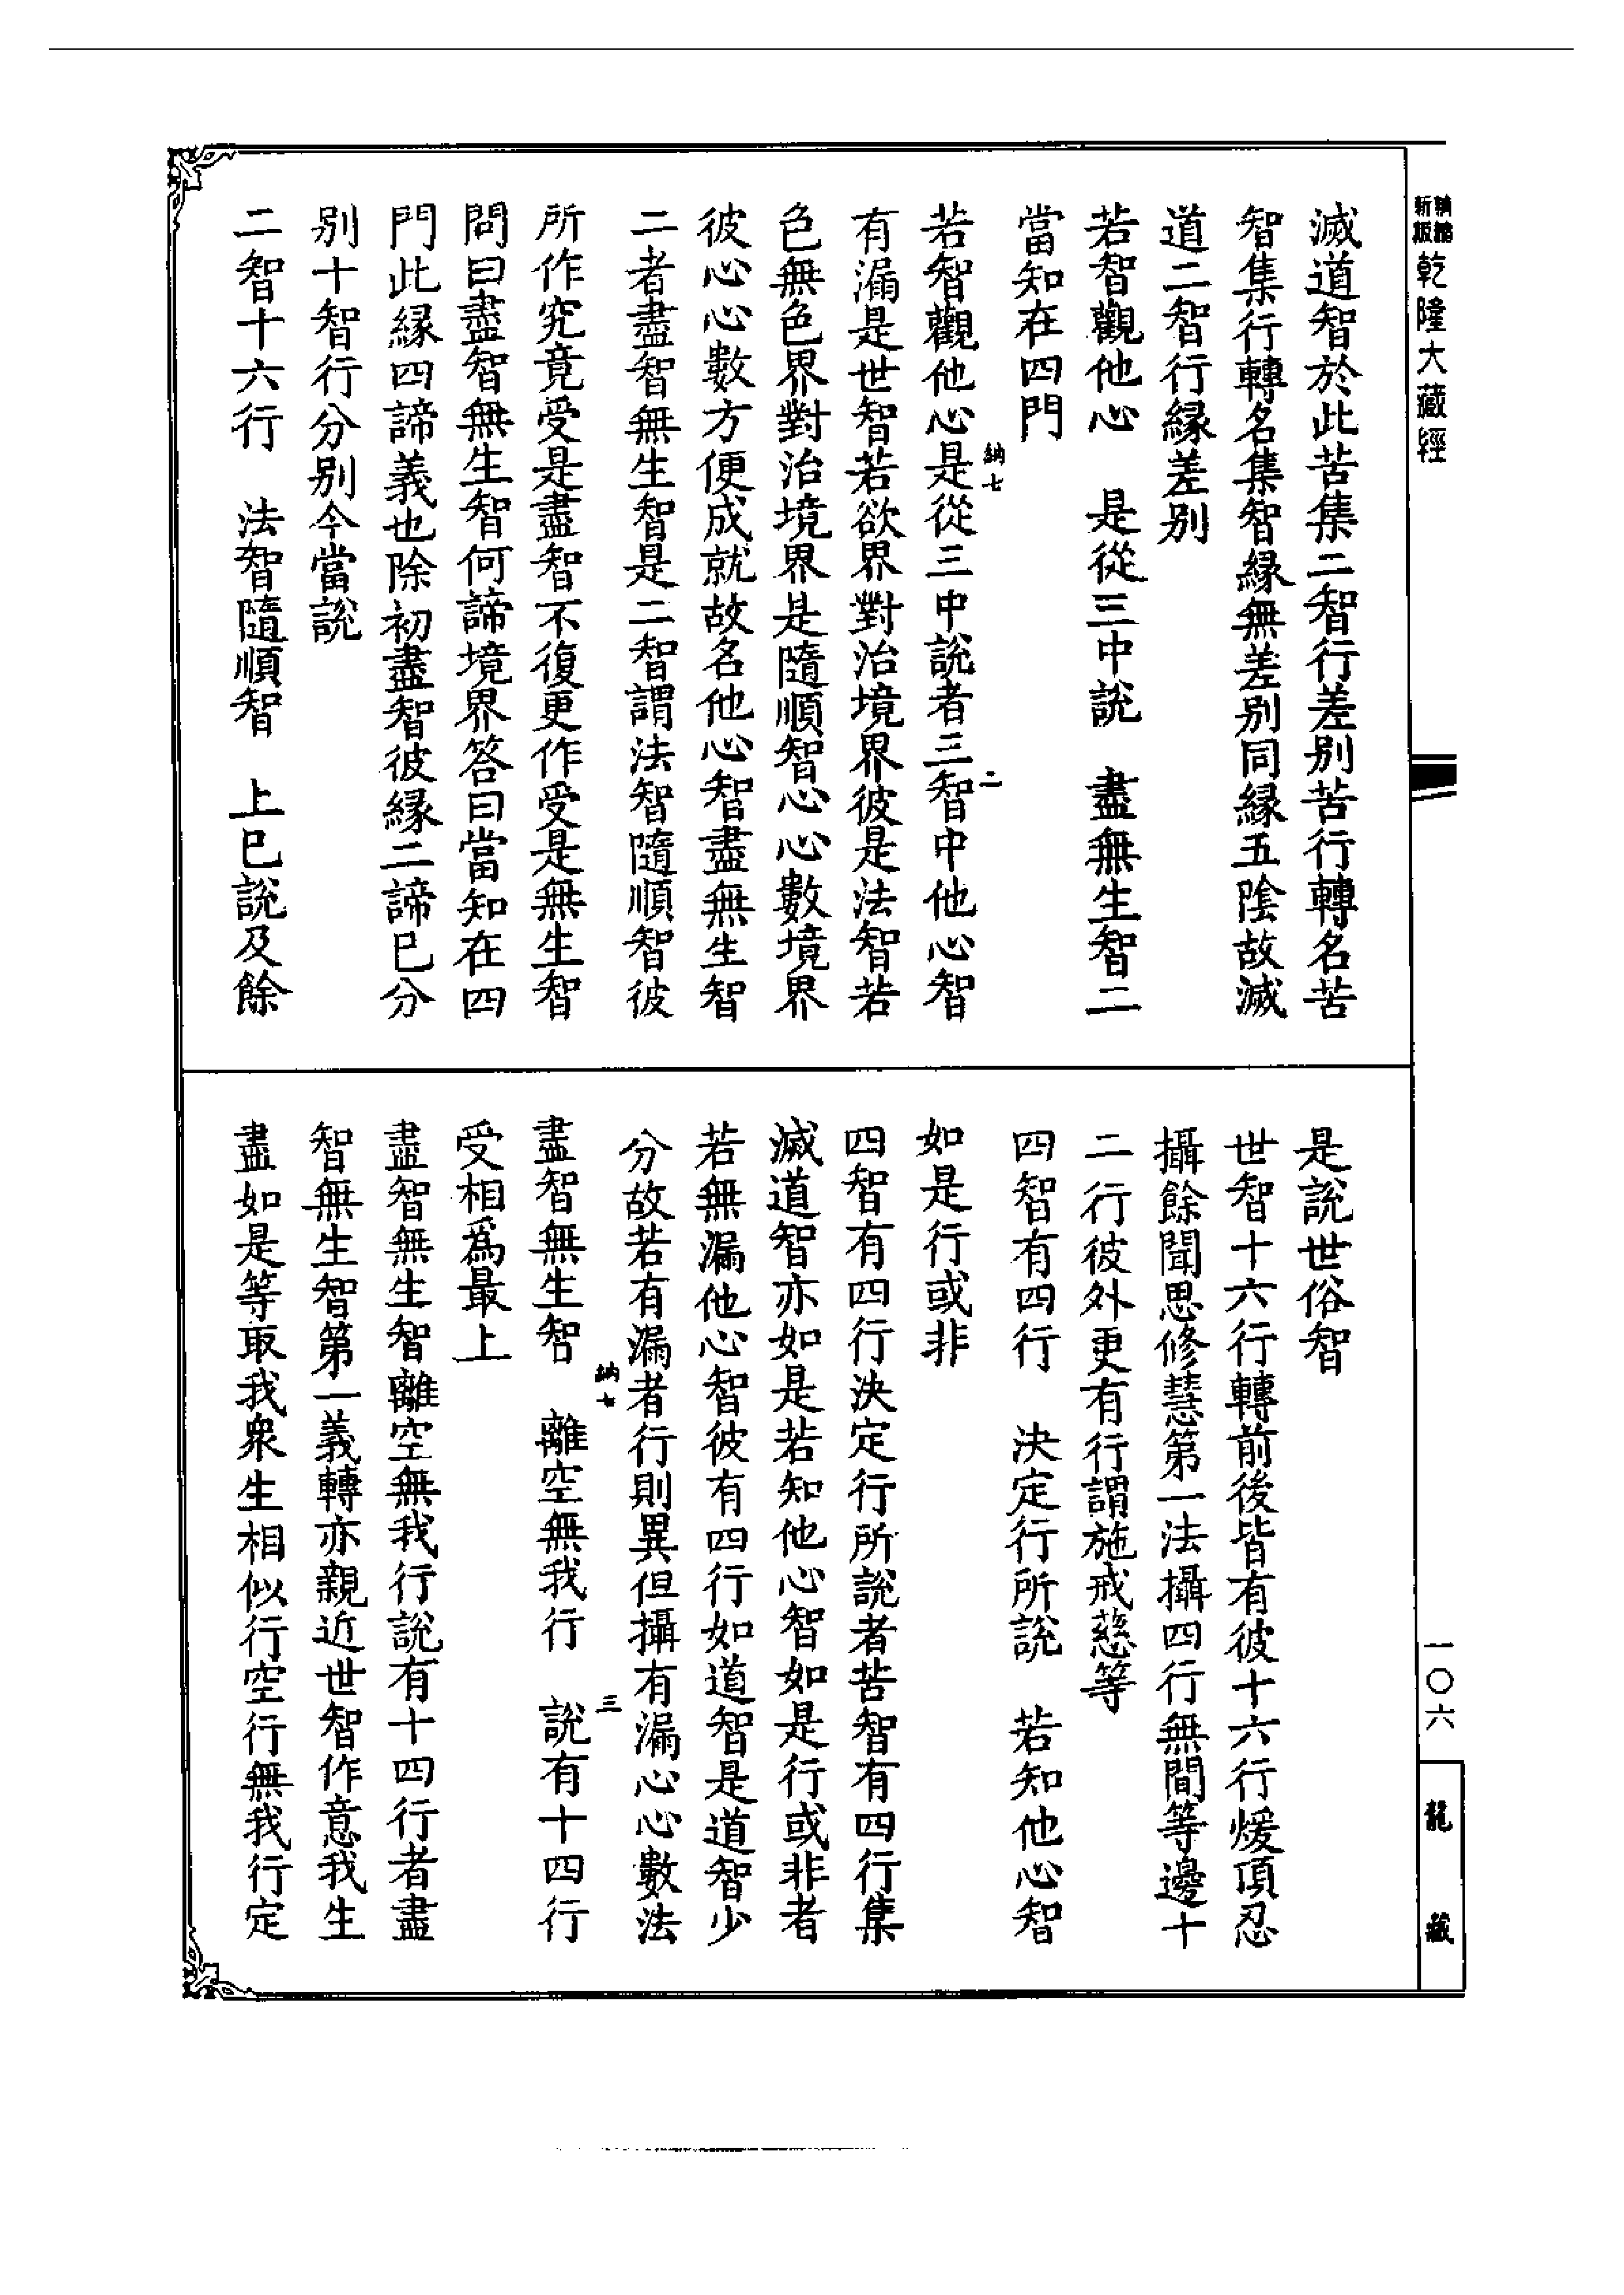 新版
乾隆大藏經
滅道智於此苦集二智行差别苦行轉名苦
智集行轉名集智緣無差别同緣五陰故滅
道二智行緣差别
若智觀他心　是從三中說　盡無生智二
當知在四門
若智觀他心是從三中說者三智中他心智
有漏是世智若欲界對治境界彼是法智若
色無色界對治境界是隨順智心心數境界
彼心心數方便成就故名他心智盡無生智
二者盡智無生智是二智謂法智隨順智彼
所作究竟受是盡智不復更作受是無生智
問曰盡智無生智何諦境界答曰當知在四
門此緣四諦義也除初盡智彼緣二諦已分
别十智行分别今當說
二智十六行　法智隨順智　上已說及餘
納七
二
是說世俗智
世智十六行轉前後皆有彼十六行煖頂忍
攝餘聞思修慧第一法攝四行無間等邊十
二行彼外更有行謂施戒慈等
四智有四行　決定行所說　若知他心智
如是行或非
四智有四行決定行所說者苦智有四行集
滅道智亦如是若知他心智如是行或非者
若無漏他心智彼有四行如道智是道智少
分故若有漏者行則異但攝有漏心心數法
盡智無生智　離空無我行　說有十四行
受相爲最上
盡智無生智離空無我行說有十四行者盡
智無生智第一義轉亦親近世智作意我生
盡如是等取我衆生相似行空行無我行定
納七
三
一〇六
龍藏